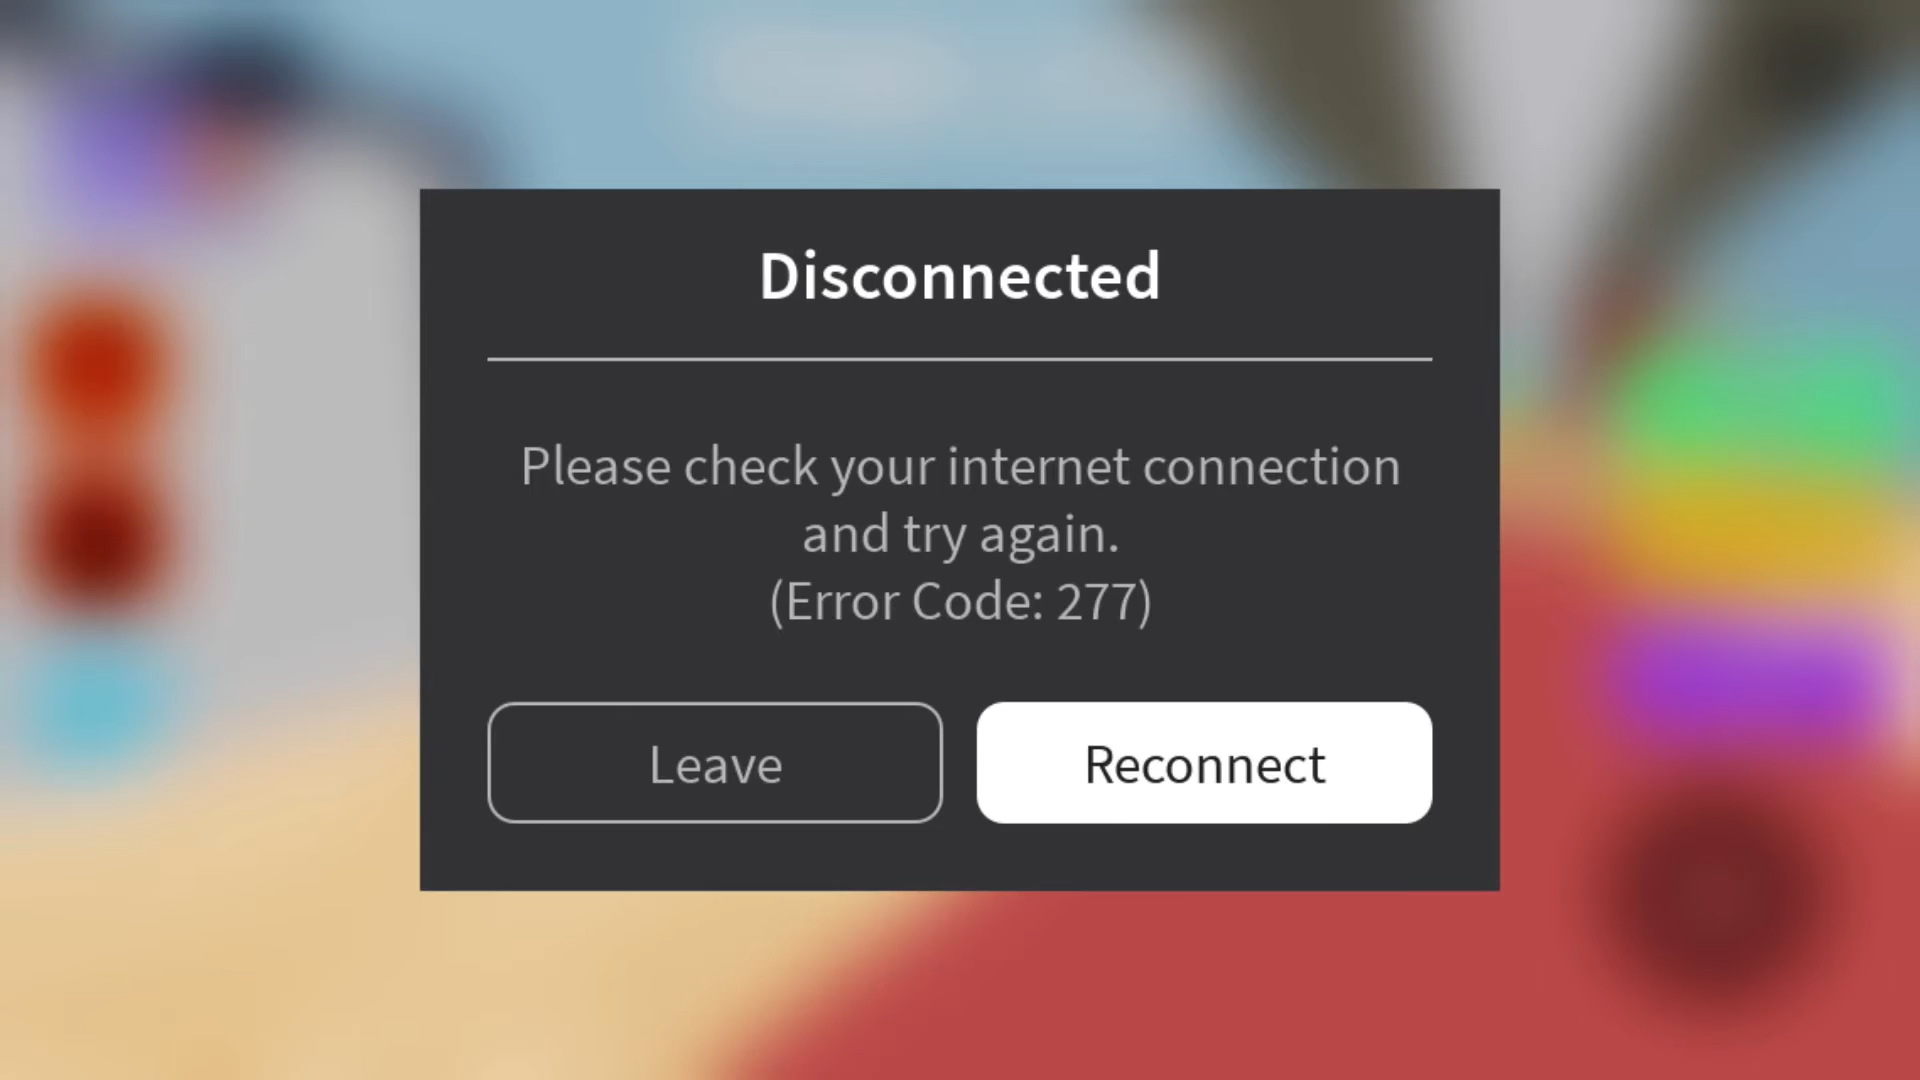 Disconnected
Please check your internet connection
and try again.
(Error Code: 277)
Leave
Reconnect